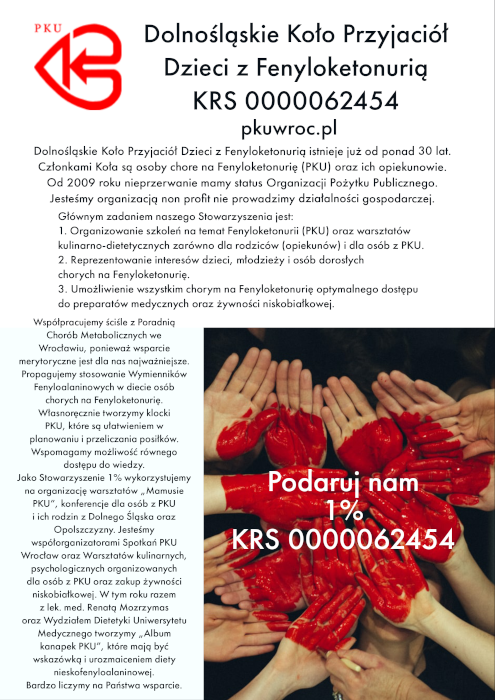 PKU
Dolnośląskie Koło Przyjaciół
Dzieci z Fenyloketonurią
KRS 0000062454
pkuwroc.pl
Dolnośląskie Koło Przyjaciół Dzieci z Fenyloketonurią istnieje już od ponad 30 lat.
Członkami Koła są osoby chore na Fenyloketonurię (PKU) oraz ich opiekunowie.
Od 2009 roku nieprzerwanie mamy status Organizacji Pożytku Publicznego.
Jesteśmy organizacją non profit nie prowadzimy działalności gospodarczej.
Głównym zadaniem naszego Stowarzyszenia jest:
1. Organizowanie szkoleń na temat Fenyloketonurii (PKU) oraz warsztatów
kulinarno-dietetycznych zarówno dla rodziców (opiekunów) i dla osób z PKU.
2. Reprezentowanie interesów dzieci, młodzieży i osób dorosłych
chorych na Fenyloketonurię.
3. Umożliwienie wszystkim chorym na Fenyloketonurię optymalnego dostępu
do preparatów medycznych oraz żywności niskobiałkowej.
Współpracujemy ściśle z Poradnią
Chorób Metabolicznych we
Wrocławiu, ponieważ wsparcie
merytoryczne jest dla nas najważniejsze.
Propagujemy stosowanie Wymienników
Fenyloalaninowych w diecie osób
chorych na Fenyloketonurię.
Własnoręcznie tworzymy klocki
PKU, które są ułatwieniem w
planowaniu i przeliczania posiłków.
Wspomagamy możliwość równego
dostępu do wiedzy.
Jako Stowarzyszenie 1% wykorzystujemy
na organizację warsztatów „Mamusie
PKU”, konferencje dla osób z PKU
i ich rodzin z Dolnego Śląska oraz
Opolszczyzny. Jesteśmy
współorganizatorami Spotkań PKU
Wrocław oraz Warsztatów kulinarnych,
psychologicznych organizowanych
dla osób z PKU oraz zakup żywności
niskobiałkowej. W tym roku razem
z lek. med. Renatą Mozrzymas
oraz Wydziałem Dietetyki Uniwersytetu
Medycznego tworzymy „Album
kanapek PKU”, które mają być
wskazówką i urozmaiceniem diety
nieskofenyloalaninowej.
Bardzo liczymy na Państwa wsparcie.
Podaruj nam
1%
KRS 0000062454